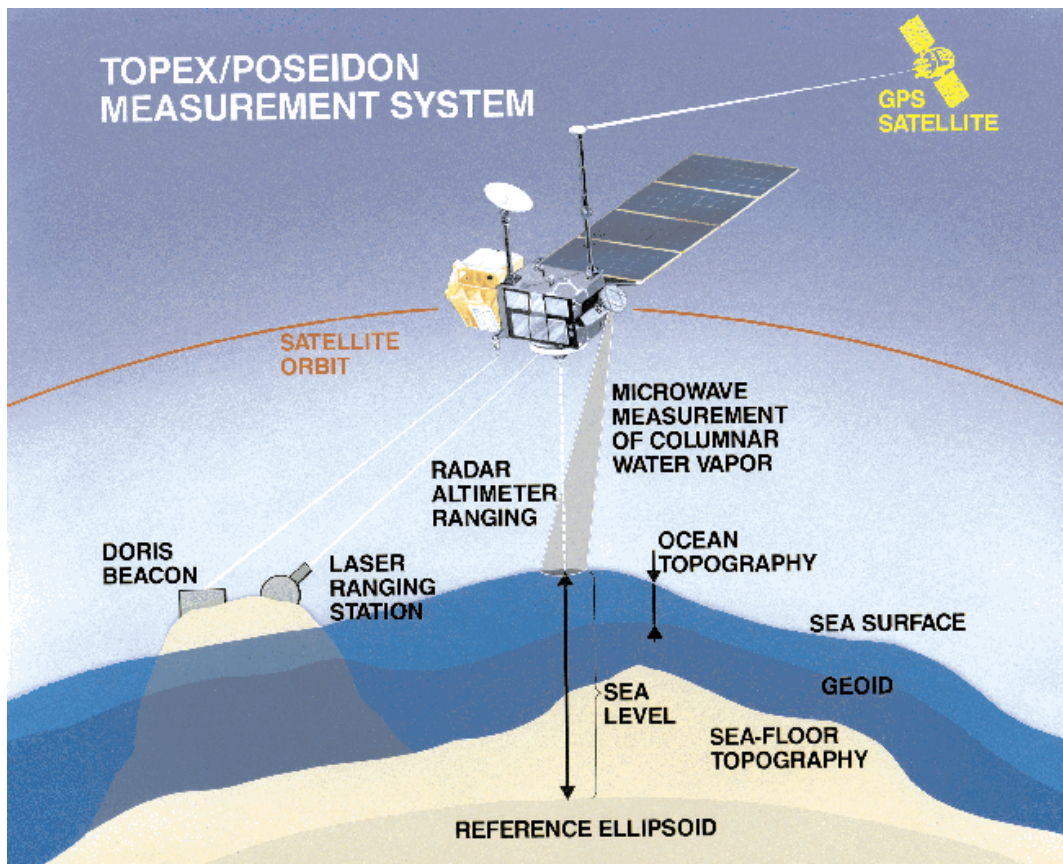 TOPEX/POSEIDON
MEASUREMENT SYSTEM
GPS
SATELLITE
SATELLITE
ORBIT
MICROWAVE
MEASUREMENT
OF COLUMNAR
WATER VAPOR
RADAR
ALTIMETER
RANGING
DORIS
BEACON
LASER
RANGING
STATION
OCEAN
TOPOGRAPHY
SEA SURFACE
GEOID
SEA
LEVEL
SEA-FLOOR
TOPOGRAPHY
REFERENCE ELLIPSOID